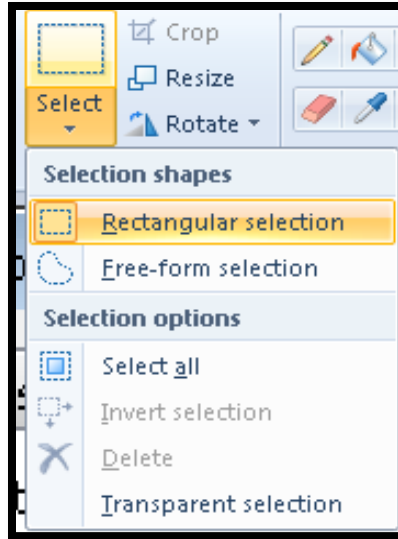 Crop
Resize
Select
Rotate
Selection shapes
Rectangular selection
Free-form selection
Selection options
Select all
Invert selection
Delete
Transparent selection